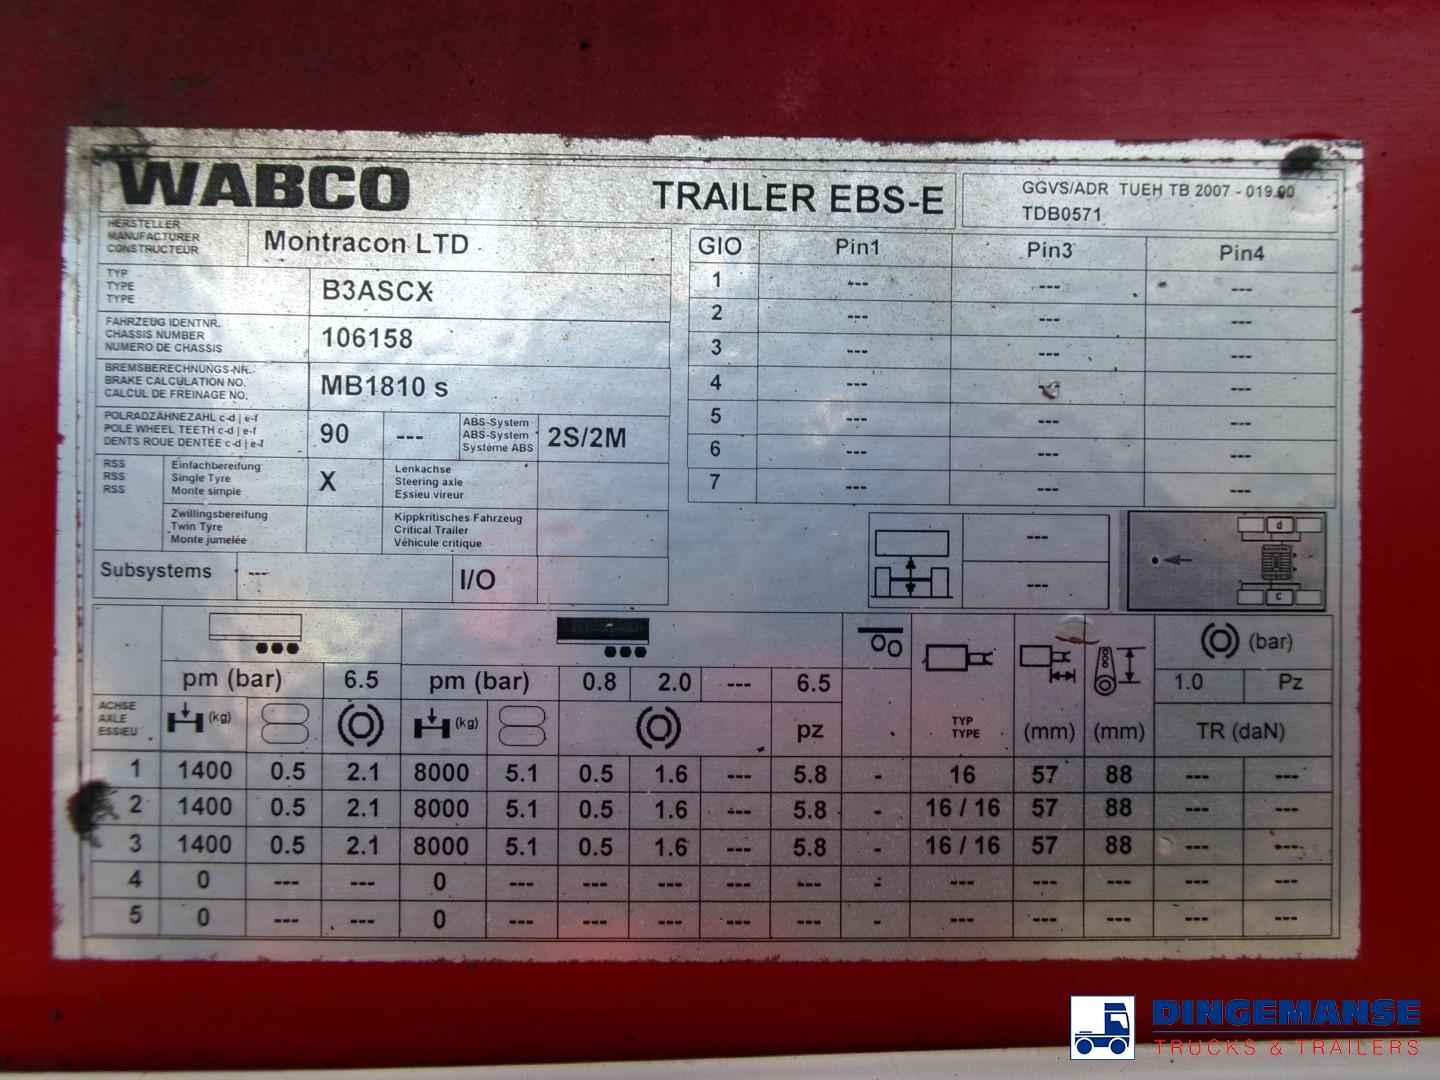 WABCO
TRAILER EBS-E
GGVS/ADR TUEH TB 2007 - 019.00
TDB0571
HERSTELLER
MANUFACTURER
CONSTRUCTEUR
Montracon LTD
TYP
TYPE
TYPE
B3ASCX
FAHRZEUG IDENTNR.
CHASSIS NUMBER
NUMERO DE CHASSIS
106158
BREMSBERECHNUNGS-NR.
BRAKE CALCULATION NO.
CALCUL DE FREINAGE NO.
MB1810 s
POLRADZÄHNEZAHL c-d | e-f
POLE WHEEL TEETH c-d | e-f
DENTS ROUE DENTÉE c-d | e-f
90 ---
ABS-System
ABS-System
Système ABS
2S/2M
RSS
RSS
RSS
Einfachbereifung
Single Tyre
Monte simple
X
Lenkachse
Steering axle
Essieu vireur
Zwillingsbereifung
Twin Tyre
Monte jumelée
Kippkritisches Fahrzeug
Critical Trailer
Véhicule critique
Subsystems --- I/O
GIO Pin1 Pin3 Pin4
1 --- --- ---
2 --- --- ---
3 --- --- ---
4 --- ---
5 --- --- ---
6 --- --- ---
7 --- --- ---
---
---
d
c
pm (bar) 6.5 pm (bar) 0.8 2.0 --- 6.5
(bar)
1.0 Pz
ACHSE
AXLE
ESSIEU
(kg) (kg) pz
TYP
TYPE
(mm) (mm) TR (daN)
1 1400 0.5 2.1 8000 5.1 0.5 1.6 --- 5.8 - 16 57 88 --- ---
2 1400 0.5 2.1 8000 5.1 0.5 1.6 --- 5.8 - 16 / 16 57 88 --- ---
3 1400 0.5 2.1 8000 5.1 0.5 1.6 --- 5.8 - 16 / 16 57 88 --- ---
4 0 --- --- 0 --- --- --- --- --- - --- --- --- --- ---
5 0 --- --- 0 --- --- --- --- --- - --- --- --- --- ---
DINGEMANSE
TRUCKS & TRAILERS